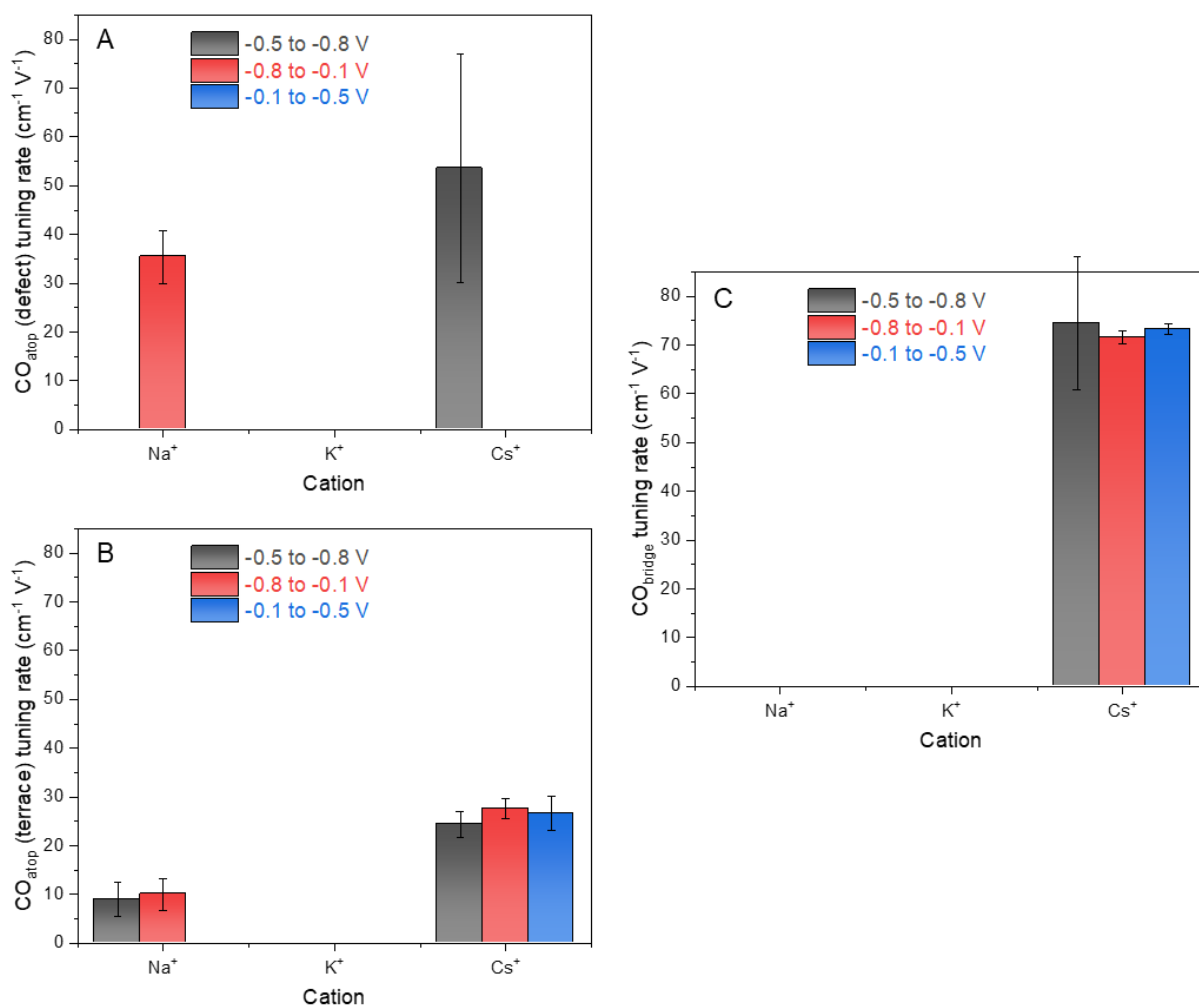 A
-0.5 to -0.8 V
-0.8 to -0.1 V
-0.1 to -0.5 V
CO_atop (defect) tuning rate (cm⁻¹ V⁻¹)
80
70
60
50
40
30
20
10
0
Na⁺ K⁺ Cs⁺
Cation
B
-0.5 to -0.8 V
-0.8 to -0.1 V
-0.1 to -0.5 V
CO_atop (terrace) tuning rate (cm⁻¹ V⁻¹)
80
70
60
50
40
30
20
10
0
Na⁺ K⁺ Cs⁺
Cation
C
-0.5 to -0.8 V
-0.8 to -0.1 V
-0.1 to -0.5 V
CO_bridge tuning rate (cm⁻¹ V⁻¹)
80
70
60
50
40
30
20
10
0
Na⁺ K⁺ Cs⁺
Cation